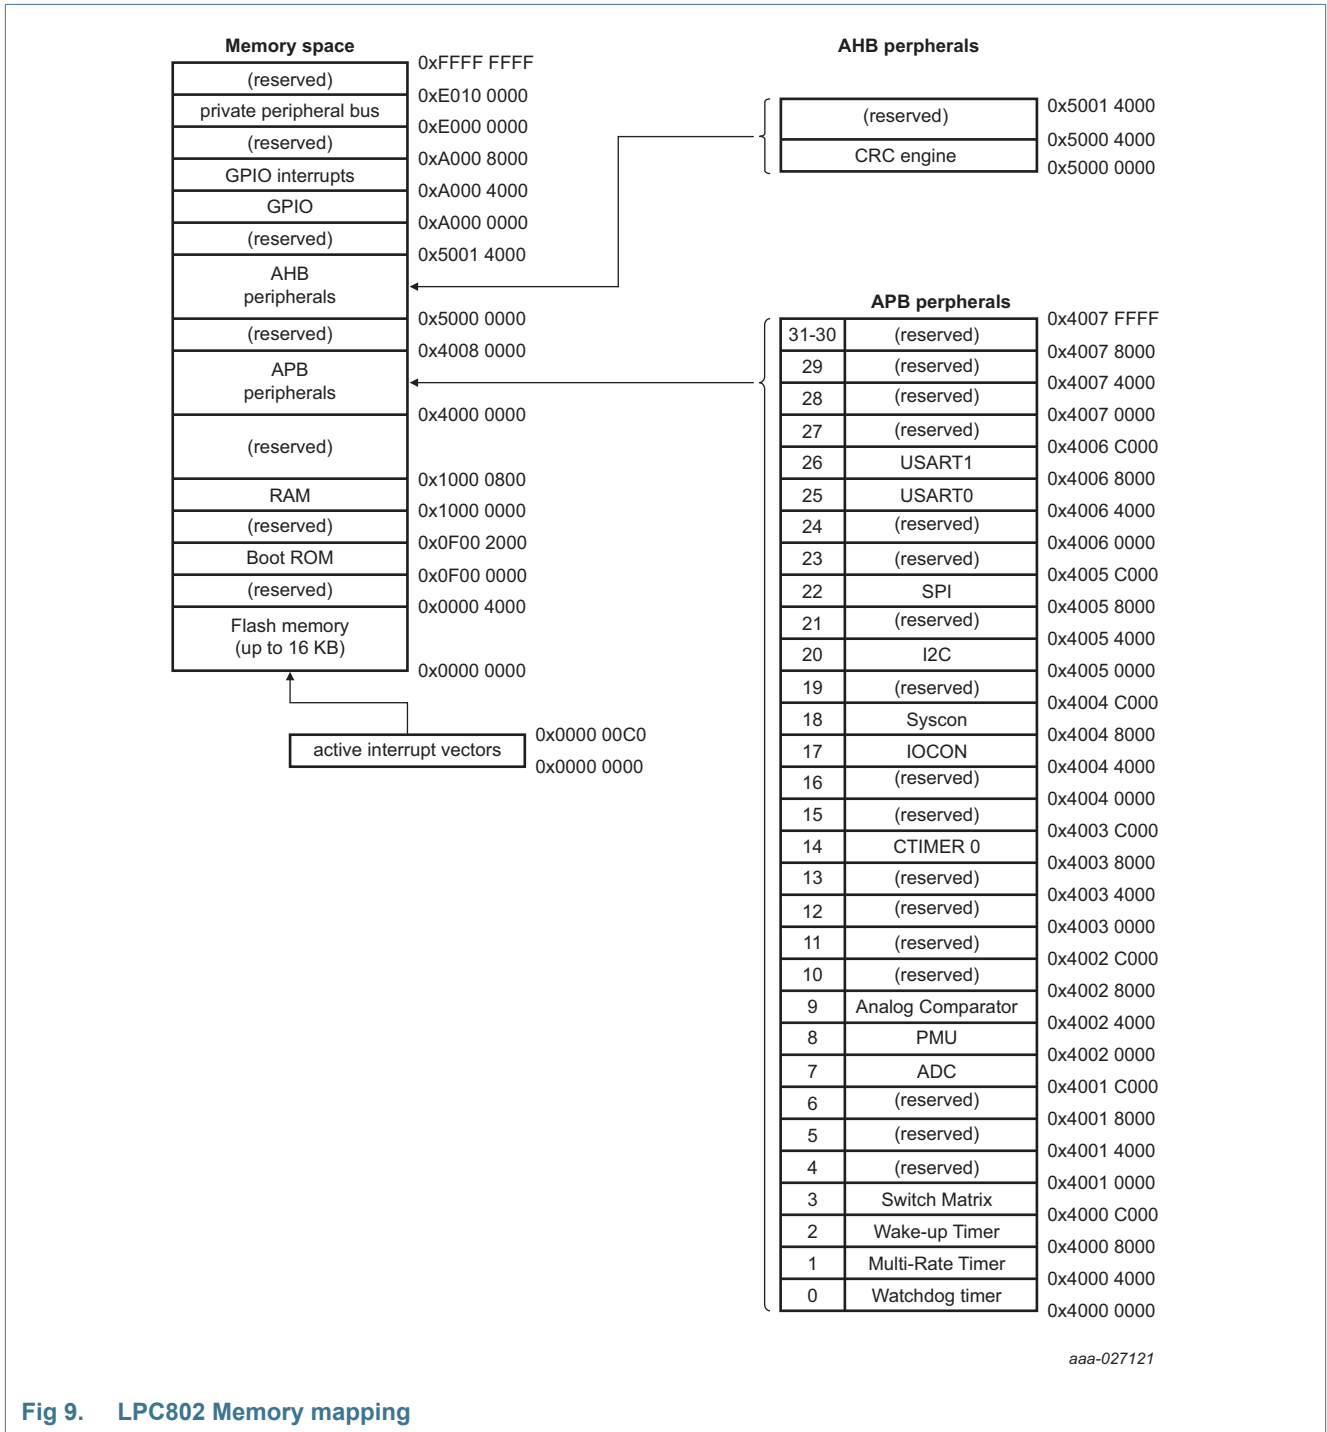 Memory space
0xFFFF FFFF
(reserved)
0xE010 0000
private peripheral bus
0xE000 0000
(reserved)
0xA000 8000
GPIO interrupts
0xA000 4000
GPIO
0xA000 0000
(reserved)
0x5001 4000
AHB
peripherals
0x5000 0000
(reserved)
0x4008 0000
APB
peripherals
0x4000 0000
(reserved)
0x1000 0800
RAM
0x1000 0000
(reserved)
0x0F00 2000
Boot ROM
0x0F00 0000
(reserved)
0x0000 4000
Flash memory
(up to 16 KB)
0x0000 0000
0x0000 00C0
active interrupt vectors
0x0000 0000
AHB perpherals
0x5001 4000
(reserved)
0x5000 4000
CRC engine
0x5000 0000
APB perpherals
0x4007 FFFF
31-30 (reserved)
0x4007 8000
29 (reserved)
0x4007 4000
28 (reserved)
0x4007 0000
27 (reserved)
0x4006 C000
26 USART1
0x4006 8000
25 USART0
0x4006 4000
24 (reserved)
0x4006 0000
23 (reserved)
0x4005 C000
22 SPI
0x4005 8000
21 (reserved)
0x4005 4000
20 I2C
0x4005 0000
19 (reserved)
0x4004 C000
18 Syscon
0x4004 8000
17 IOCON
0x4004 4000
16 (reserved)
0x4004 0000
15 (reserved)
0x4003 C000
14 CTIMER 0
0x4003 8000
13 (reserved)
0x4003 4000
12 (reserved)
0x4003 0000
11 (reserved)
0x4002 C000
10 (reserved)
0x4002 8000
9 Analog Comparator
0x4002 4000
8 PMU
0x4002 0000
7 ADC
0x4001 C000
6 (reserved)
0x4001 8000
5 (reserved)
0x4001 4000
4 (reserved)
0x4001 0000
3 Switch Matrix
0x4000 C000
2 Wake-up Timer
0x4000 8000
1 Multi-Rate Timer
0x4000 4000
0 Watchdog timer
0x4000 0000
aaa-027121
Fig 9. LPC802 Memory mapping